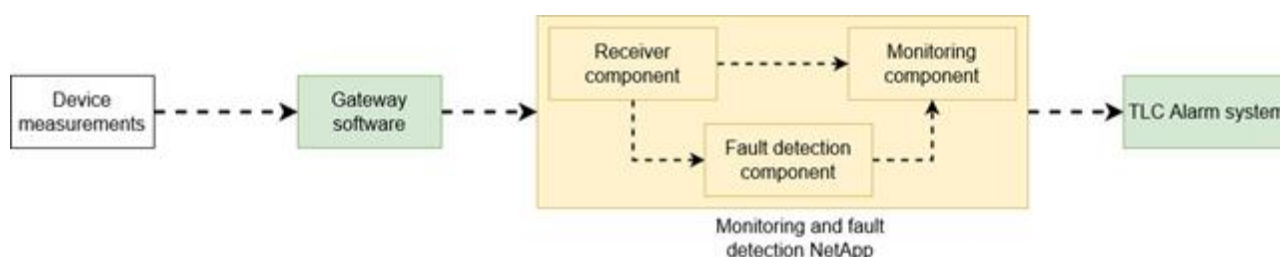 Device
measurements
Gateway
software
Receiver
component
Monitoring
component
Fault detection
component
TLC Alarm system
Monitoring and fault
detection NetApp